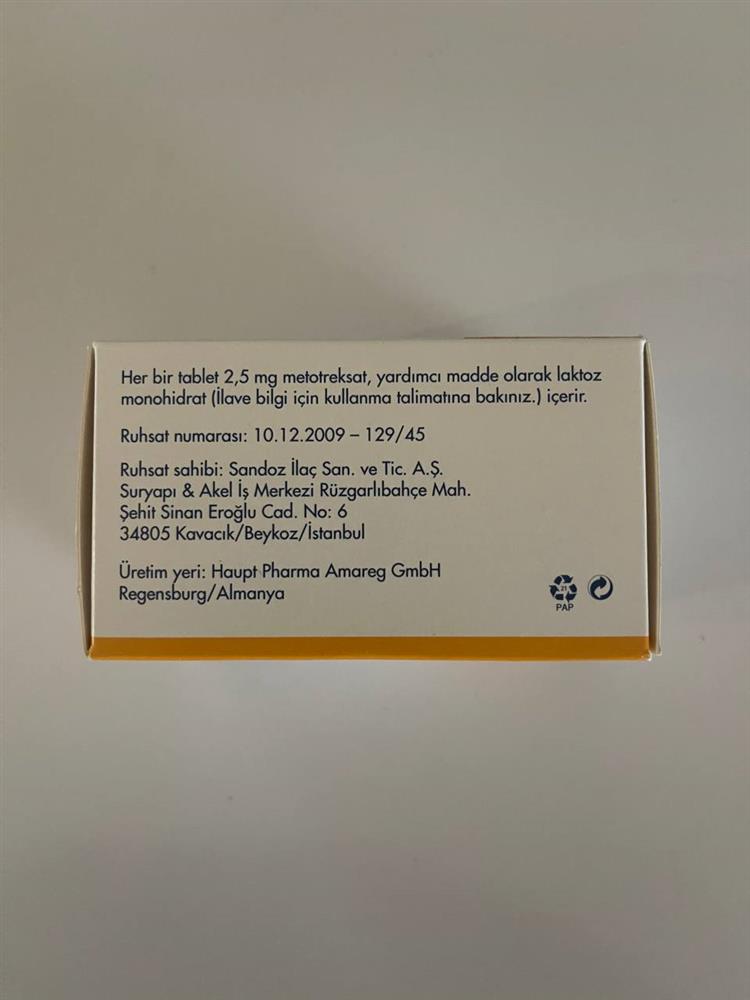 Her bir tablet 2,5 mg metotreksat, yardımcı madde olarak laktoz
monohidrat (İlave bilgi için kullanma talimatına bakınız.) içerir.
Ruhsat numarası: 10.12.2009 – 129/45
Ruhsat sahibi: Sandoz İlaç San. ve Tic. A.Ş.
Suryapı & Akel İş Merkezi Rüzgarlıbahçe Mah.
Şehit Sinan Eroğlu Cad. No: 6
34805 Kavacık/Beykoz/İstanbul
Üretim yeri: Haupt Pharma Amareg GmbH
Regensburg/Almanya
21
PAP